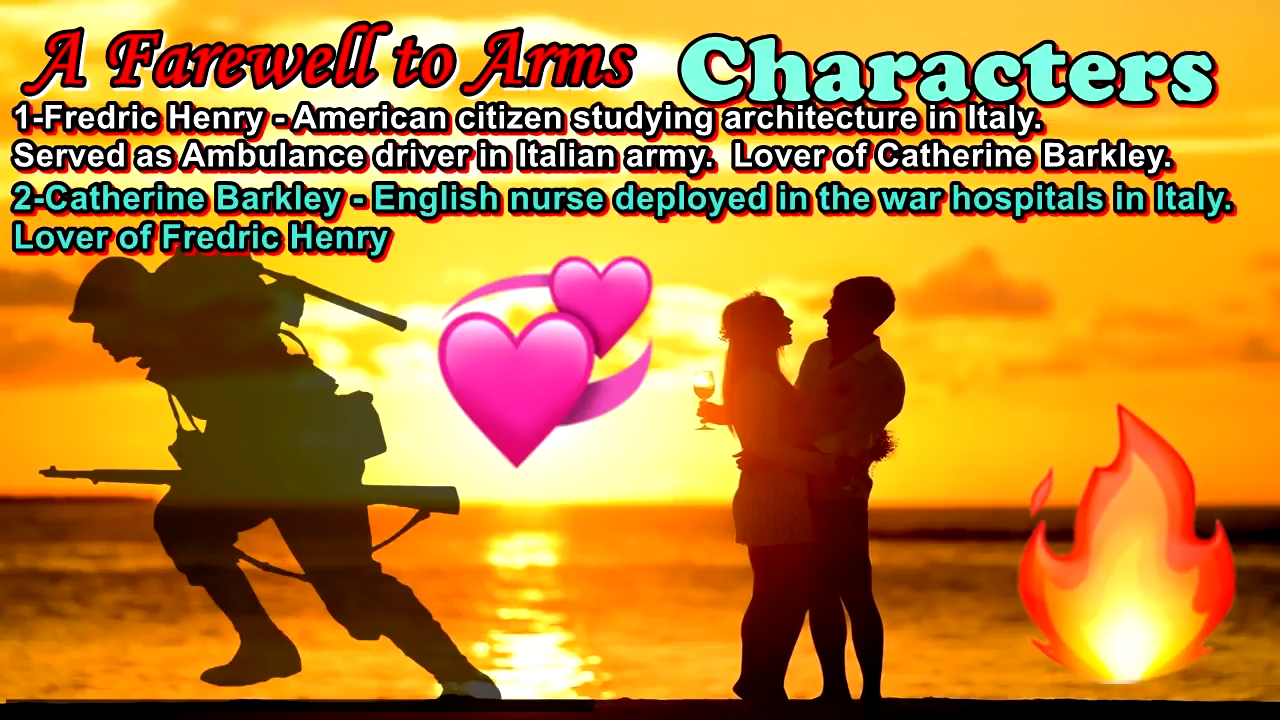 A Farewell to Arms Characters
1-Fredric Henry - American citizen studying architecture in Italy.
Served as Ambulance driver in Italian army. Lover of Catherine Barkley.
2-Catherine Barkley - English nurse deployed in the war hospitals in Italy.
Lover of Fredric Henry